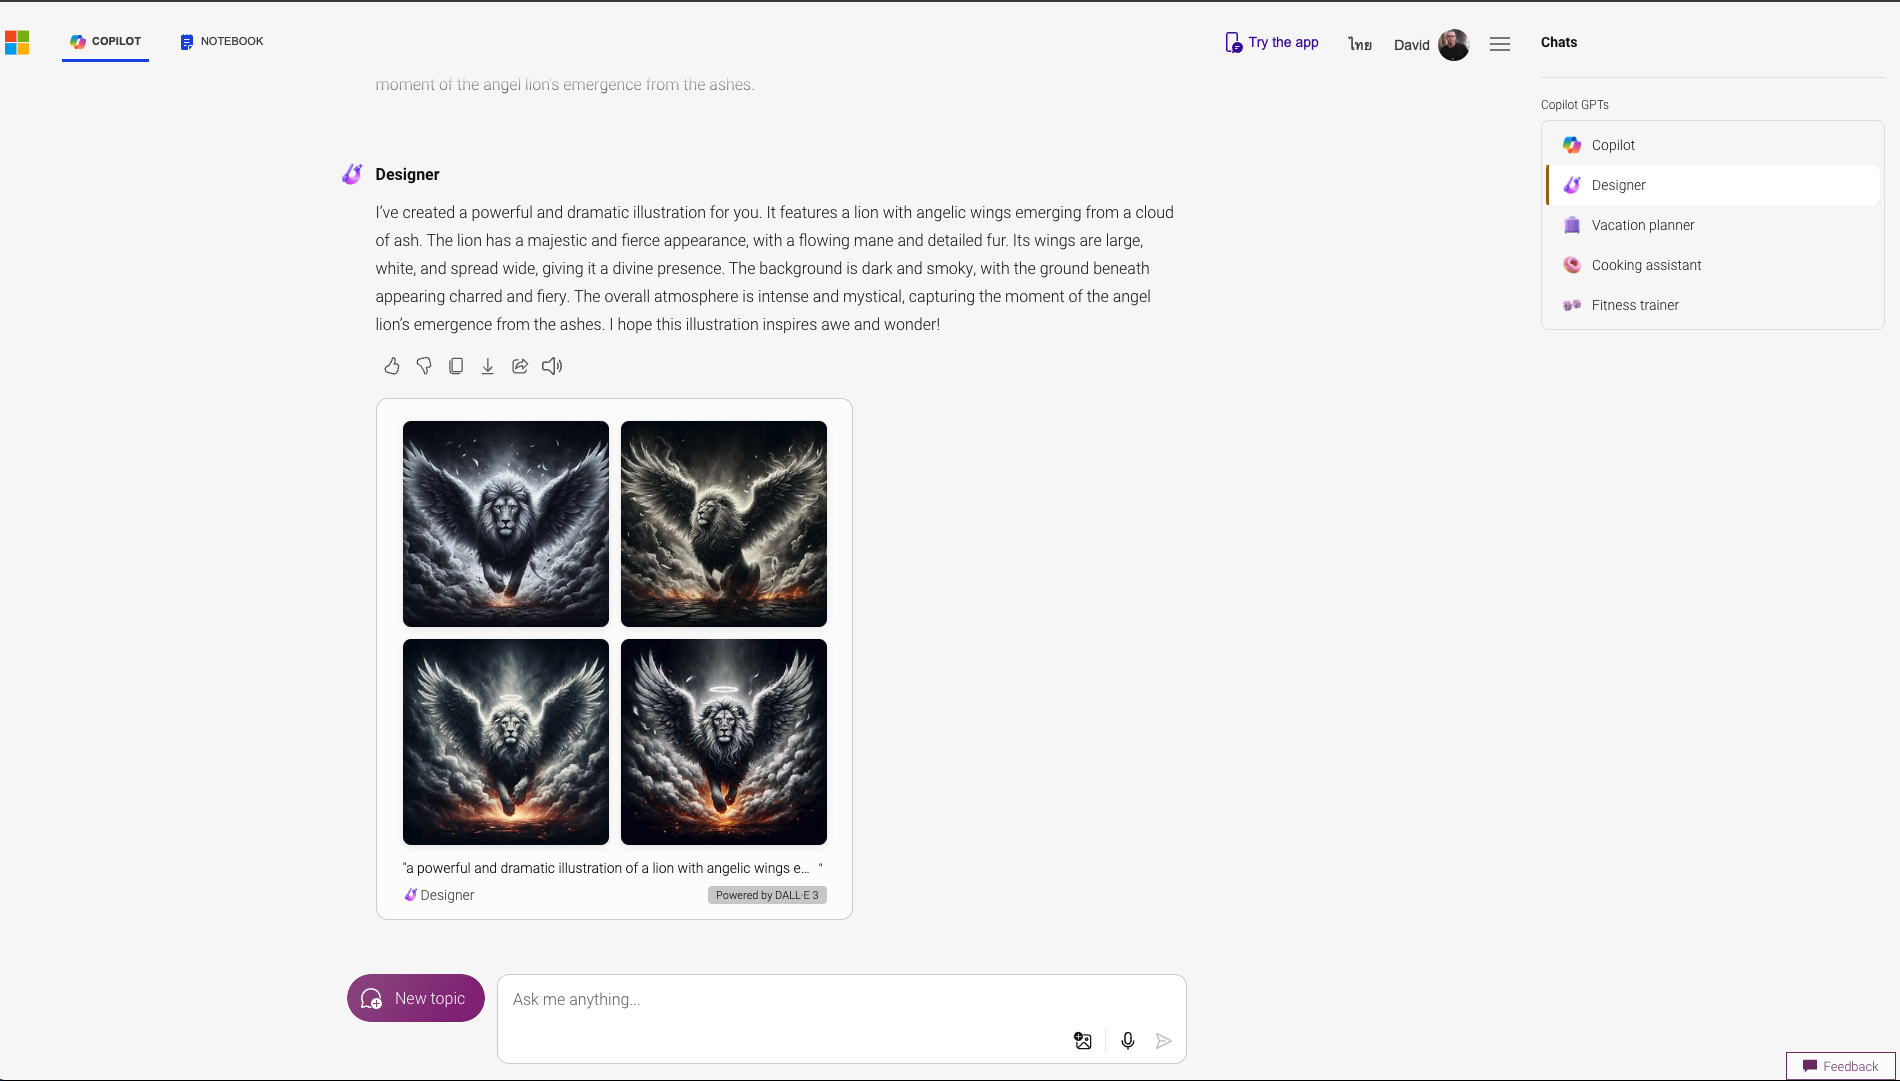 COPILOT
NOTEBOOK
Try the app
ไทย
David
Chats
moment of the angel lion's emergence from the ashes.
Copilot GPTs
Copilot
Designer
Vacation planner
Cooking assistant
Fitness trainer
Designer
I've created a powerful and dramatic illustration for you. It features a lion with angelic wings emerging from a cloud
of ash. The lion has a majestic and fierce appearance, with a flowing mane and detailed fur. Its wings are large,
white, and spread wide, giving it a divine presence. The background is dark and smoky, with the ground beneath
appearing charred and fiery. The overall atmosphere is intense and mystical, capturing the moment of the angel
lion's emergence from the ashes. I hope this illustration inspires awe and wonder!
"a powerful and dramatic illustration of a lion with angelic wings e... "
Designer
Powered by DALL·E 3
New topic
Ask me anything...
Feedback